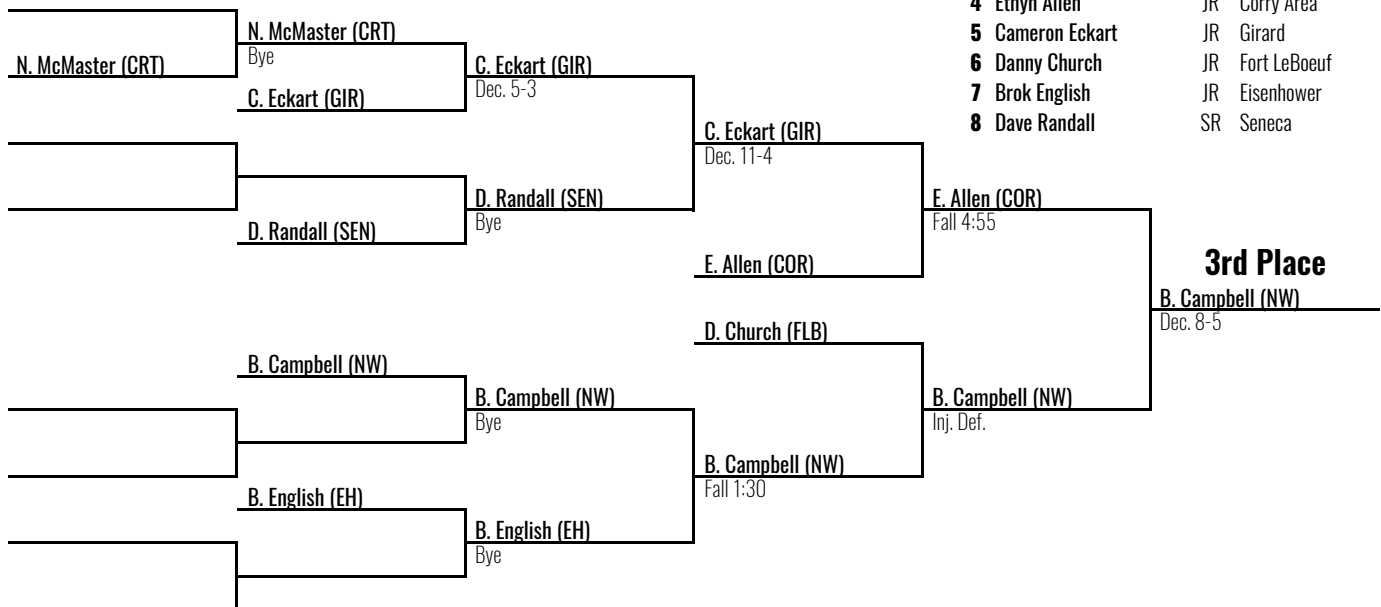 4 Ethyn Allen JR Corry Area
5 Cameron Eckart JR Girard
6 Danny Church JR Fort LeBoeuf
7 Brok English JR Eisenhower
8 Dave Randall SR Seneca
N. McMaster (CRT)
N. McMaster (CRT)
Bye
C. Eckart (GIR)
C. Eckart (GIR)
Dec. 5-3
D. Randall (SEN)
D. Randall (SEN)
Bye
C. Eckart (GIR)
Dec. 11-4
E. Allen (COR)
E. Allen (COR)
Fall 4:55
B. Campbell (NW)
B. Campbell (NW)
Bye
B. English (EH)
B. English (EH)
Bye
D. Church (FLB)
B. Campbell (NW)
Fall 1:30
B. Campbell (NW)
Inj. Def.
3rd Place
B. Campbell (NW)
Dec. 8-5